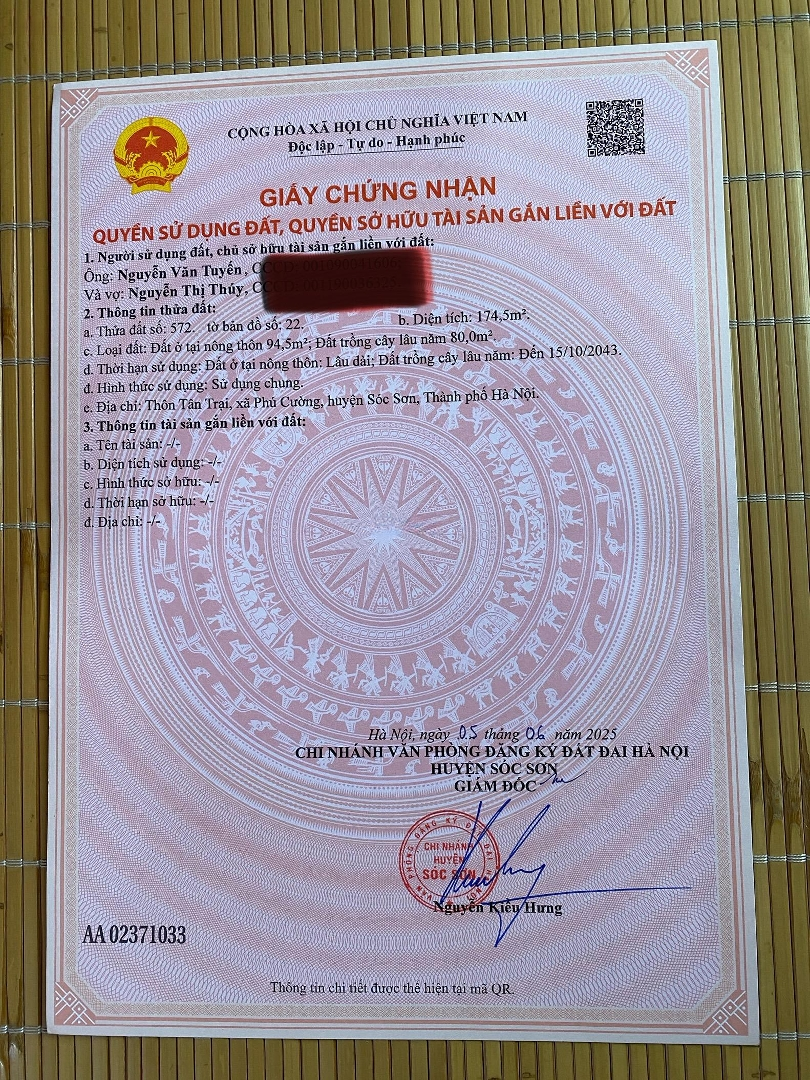 CỘNG HÒA XÃ HỘI CHỦ NGHĨA VIỆT NAM
Độc lập - Tự do - Hạnh phúc
GIẤY CHỨNG NHẬN
QUYỀN SỬ DỤNG ĐẤT, QUYỀN SỞ HỮU TÀI SẢN GẮN LIỀN VỚI ĐẤT
1. Người sử dụng đất, chủ sở hữu tài sản gắn liền với đất:
Ông: Nguyễn Văn Tuyến, CC
Và vợ: Nguyễn Thị Thúy, CC
2. Thông tin thửa đất:
a. Thửa đất số: 572. tờ bản đồ số: 22. b. Diện tích: 174,5m².
c. Loại đất: Đất ở tại nông thôn 94,5m²; Đất trồng cây lâu năm 80,0m².
d. Thời hạn sử dụng: Đất ở tại nông thôn: Lâu dài; Đất trồng cây lâu năm: Đến 15/10/2043.
đ. Hình thức sử dụng: Sử dụng chung.
e. Địa chỉ: Thôn Tân Trại, xã Phú Cường, huyện Sóc Sơn, Thành phố Hà Nội.
3. Thông tin tài sản gắn liền với đất:
a. Tên tài sản: -/-
b. Diện tích sử dụng: -/-
c. Hình thức sở hữu: -/-
d. Thời hạn sở hữu: -/-
đ. Địa chỉ: -/-
Hà Nội, ngày 05 tháng 06 năm 2025
CHI NHÁNH VĂN PHÒNG ĐĂNG KÝ ĐẤT ĐAI HÀ NỘI
HUYỆN SÓC SƠN
GIÁM ĐỐC
VĂN PHÒNG ĐĂNG KÝ ĐẤT ĐAI
CHI NHÁNH
HUYỆN
SÓC SƠN
Nguyễn Kiều Hưng
AA 02371033
Thông tin chi tiết được thể hiện tại mã QR.